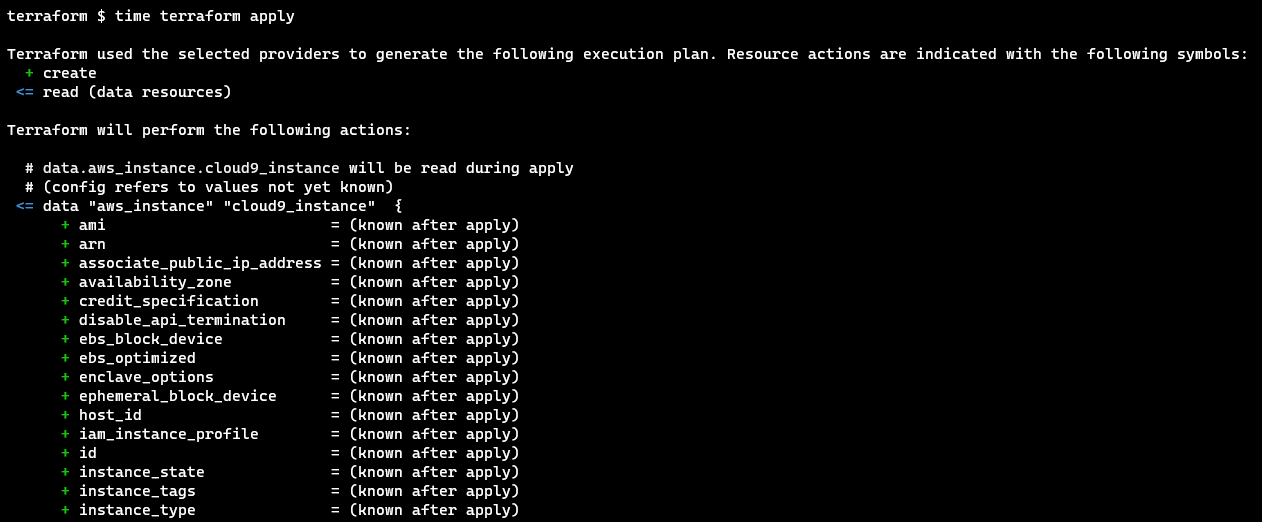 terraform $ time terraform apply
Terraform used the selected providers to generate the following execution plan. Resource actions are indicated with the following symbols:
+ create
<= read (data resources)
Terraform will perform the following actions:
# data.aws_instance.cloud9_instance will be read during apply
# (config refers to values not yet known)
<= data "aws_instance" "cloud9_instance"  {
+ ami                         = (known after apply)
+ arn                         = (known after apply)
+ associate_public_ip_address = (known after apply)
+ availability_zone           = (known after apply)
+ credit_specification        = (known after apply)
+ disable_api_termination     = (known after apply)
+ ebs_block_device            = (known after apply)
+ ebs_optimized               = (known after apply)
+ enclave_options             = (known after apply)
+ ephemeral_block_device      = (known after apply)
+ host_id                     = (known after apply)
+ iam_instance_profile        = (known after apply)
+ id                          = (known after apply)
+ instance_state              = (known after apply)
+ instance_tags               = (known after apply)
+ instance_type               = (known after apply)